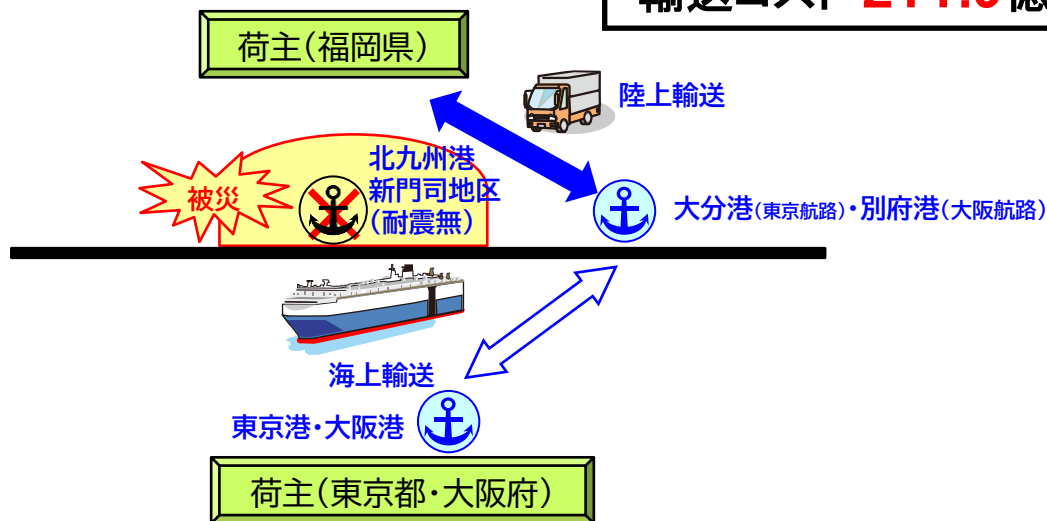 荷主(福岡県)
陸上輸送
被災
北九州港
新門司地区
(耐震無)
大分港(東京航路)・別府港(大阪航路)
海上輸送
東京港・大阪港
荷主(東京都・大阪府)